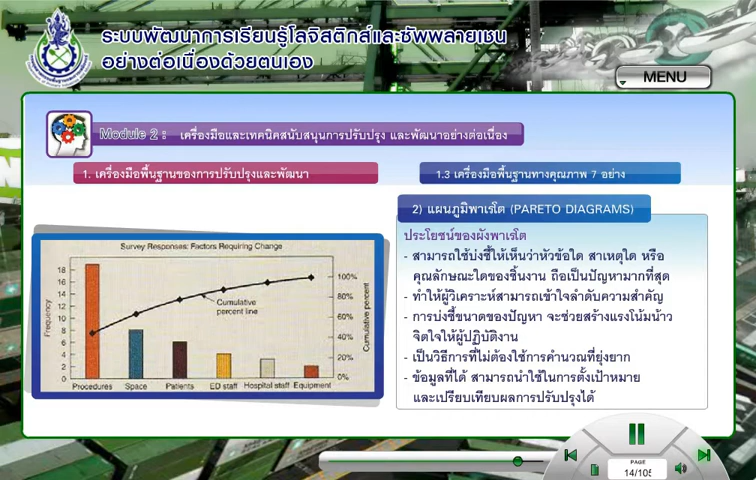 ระบบพัฒนาการเรียนรู้โลจิสติกส์และซัพพลายเชน
อย่างต่อเนื่องด้วยตนเอง
MENU
Module 2 : เครื่องมือและเทคนิคสนับสนุนการปรับปรุง และพัฒนาอย่างต่อเนื่อง
1. เครื่องมือพื้นฐานของการปรับปรุงและพัฒนา
1.3 เครื่องมือพื้นฐานทางคุณภาพ 7 อย่าง
2) แผนภูมิพาเรโต (PARETO DIAGRAMS)
ประโยชน์ของผังพาเรโต
- สามารถใช้บ่งชี้ให้เห็นว่าหัวข้อใด สาเหตุใด หรือ
คุณลักษณะใดของชิ้นงาน ถือเป็นปัญหามากที่สุด
- ทำให้ผู้วิเคราะห์สามารถเข้าใจลำดับความสำคัญ
- การบ่งชี้ขนาดของปัญหา จะช่วยสร้างแรงโน้มน้าว
จิตใจให้ผู้ปฏิบัติงาน
- เป็นวิธีการที่ไม่ต้องใช้การคำนวณที่ยุ่งยาก
- ข้อมูลที่ได้ สามารถนำใช้ในการตั้งเป้าหมาย
และเปรียบเทียบผลการปรับปรุงได้
Survey Responses: Factors Requiring Change
Frequency
18
16
14
12
10
8
6
4
2
0
Cumulative
percent line
100%
80%
60%
40%
20%
0%
Cumulative percent
Procedures Space Patients ED staff Hospital staff Equipment
PAGE
14/105